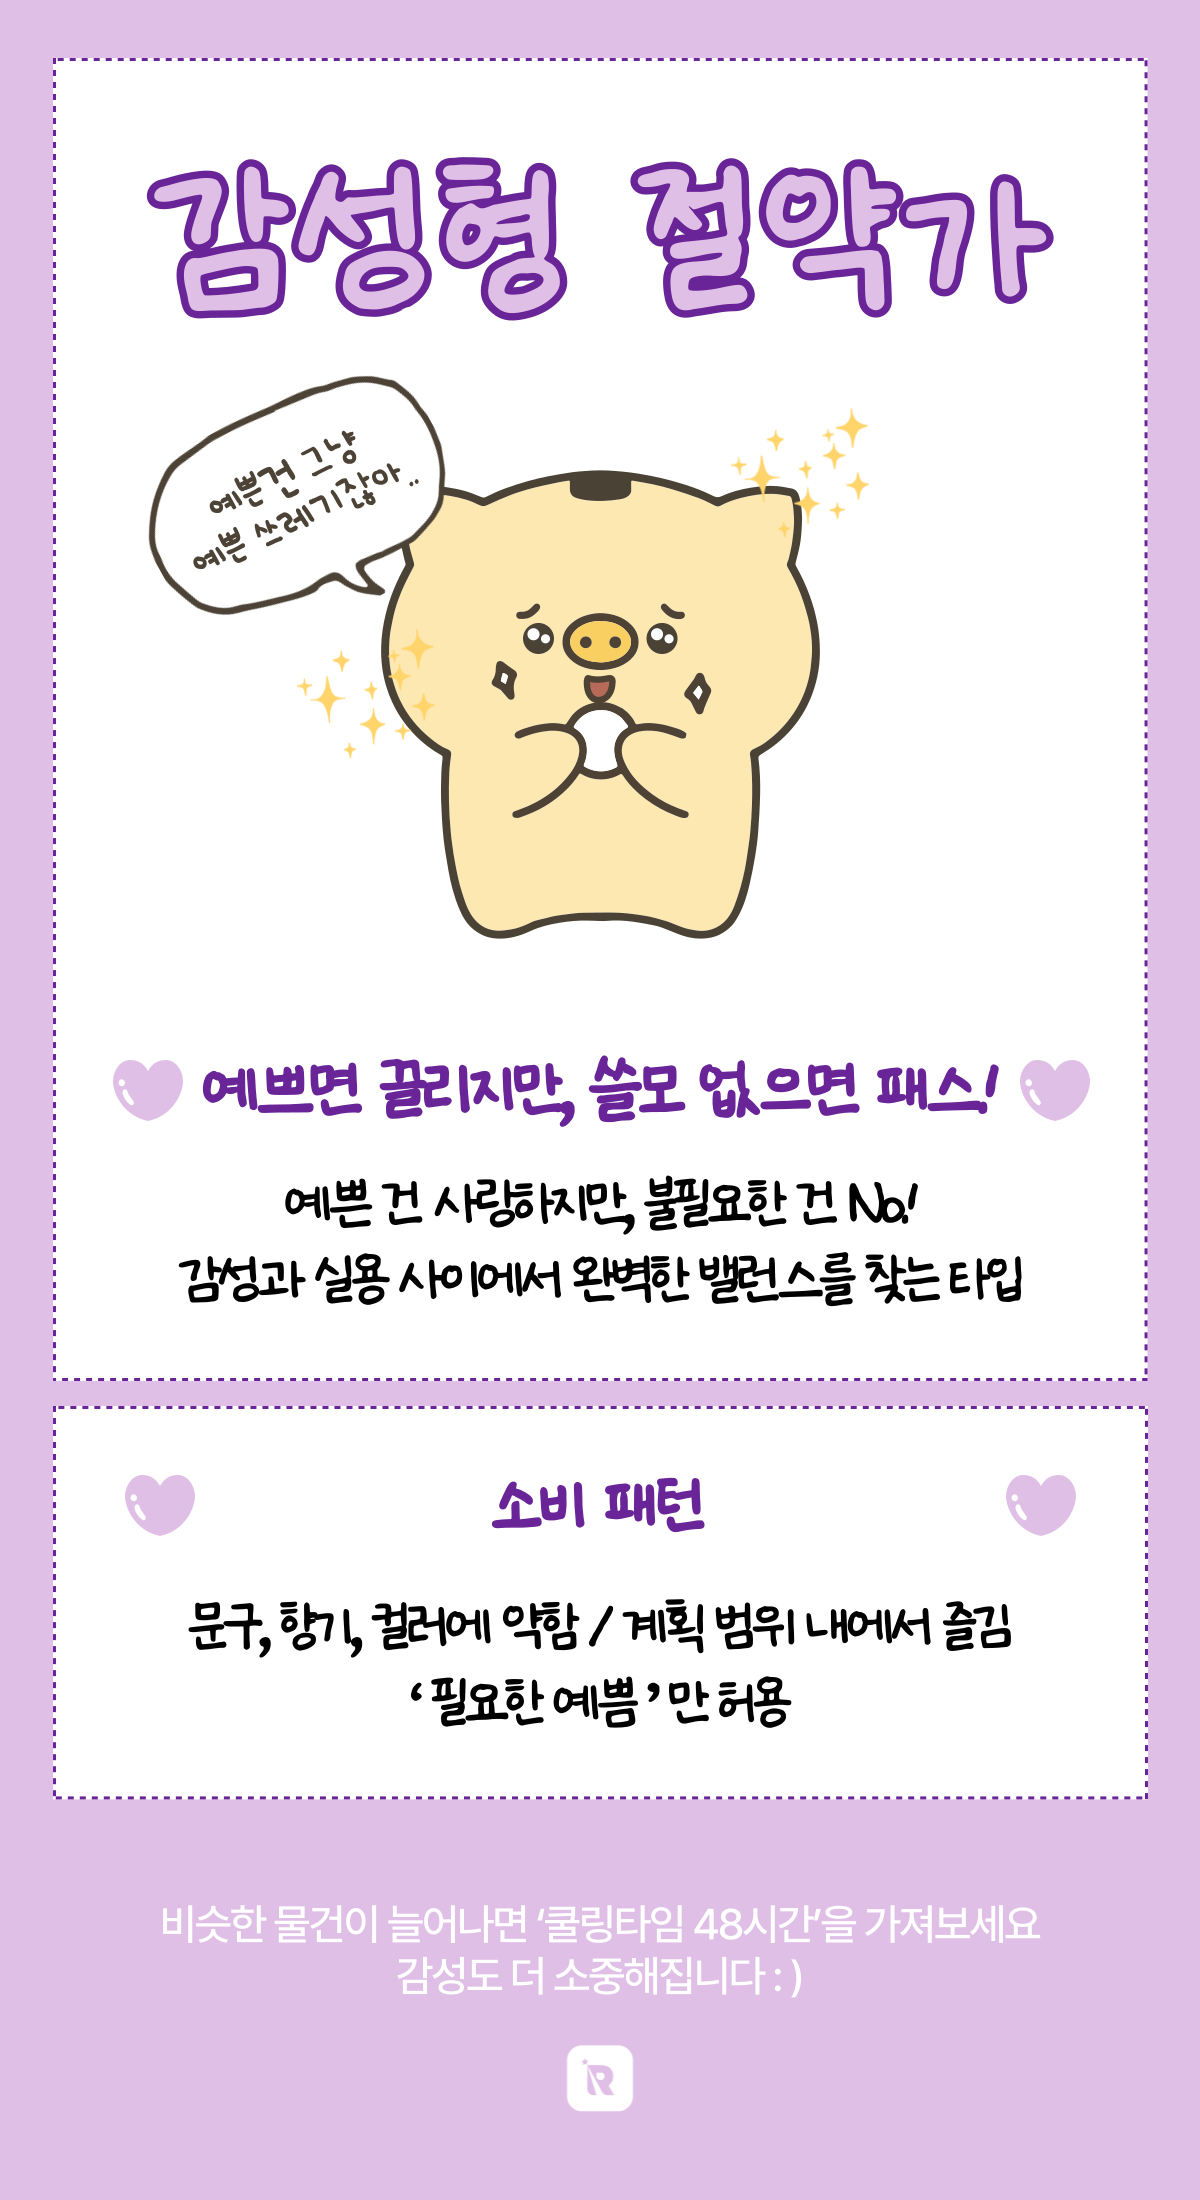 감성형 절약가
예쁜건 그냥
예쁜 쓰레기잖아..
예쁘면 끌리지만, 쓸모 없으면 패스!
예쁜 건 사랑하지만, 불필요한 건 No!
감성과 실용 사이에서 완벽한 밸런스를 찾는 타입
소비 패턴
문구, 향기, 컬러에 약함 / 계획 범위 내에서 즐김
‘필요한 예쁨’만 허용
비슷한 물건이 늘어나면 ‘쿨링타임 48시간’을 가져보세요
감성도 더 소중해집니다 : )
R